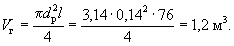 V_г = πd_р²l / 4 = 3,14·0,14²·76 / 4 = 1,2 м³.